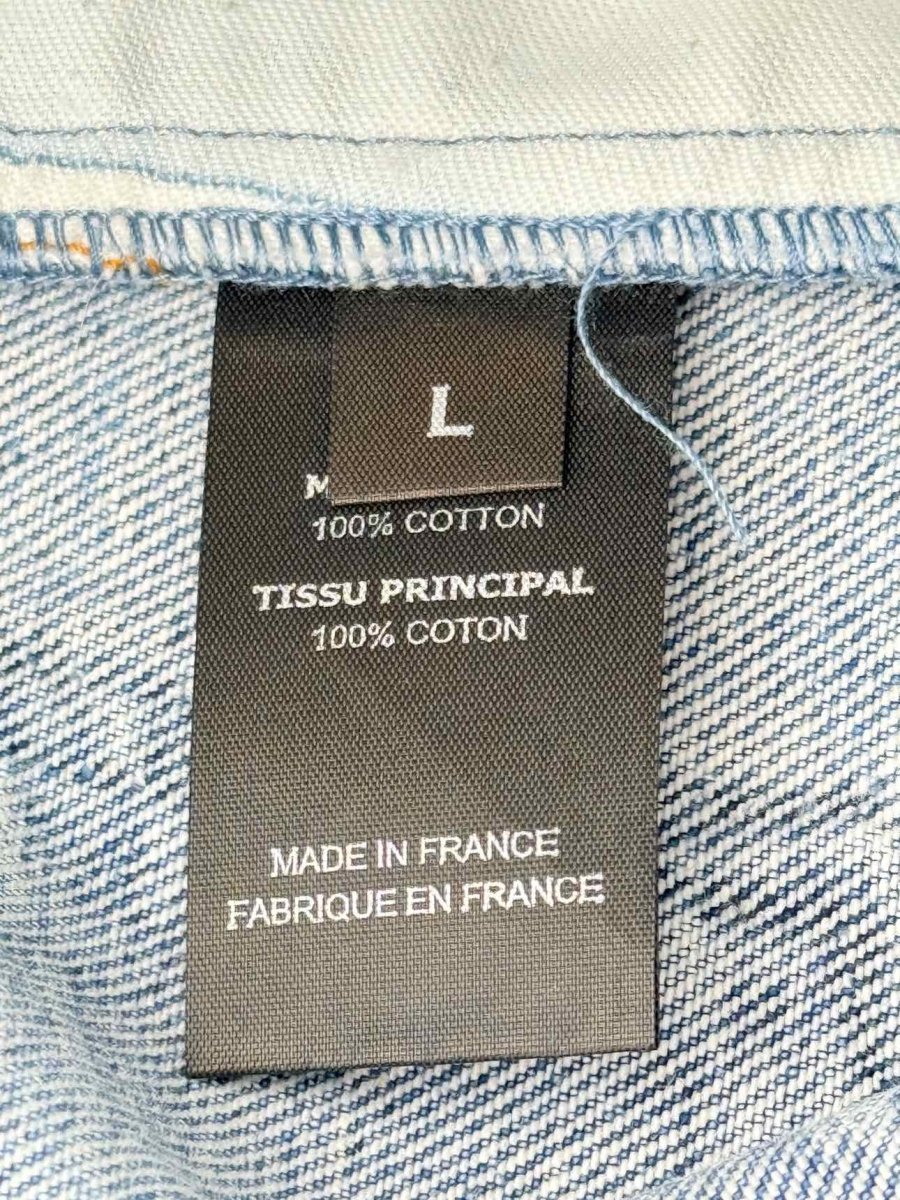 L
100% COTTON
TISSU PRINCIPAL
100% COTON
MADE IN FRANCE
FABRIQUE EN FRANCE